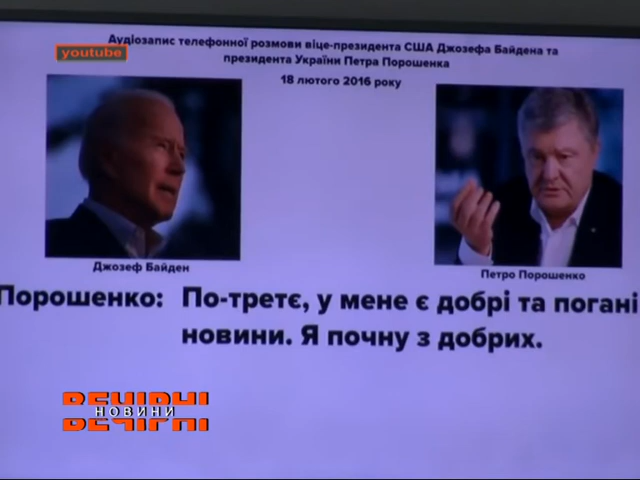 Аудіозапис телефонної розмови віце-президента США Джозефа Байдена та
президента України Петра Порошенка
18 лютого 2016 року
youtube
Джозеф Байден
Петро Порошенко
Порошенко: По-третє, у мене є добрі та погані
новини. Я почну з добрих.
ВЕЧІРНІ
НОВИНИ
ВЕЧІРНІ